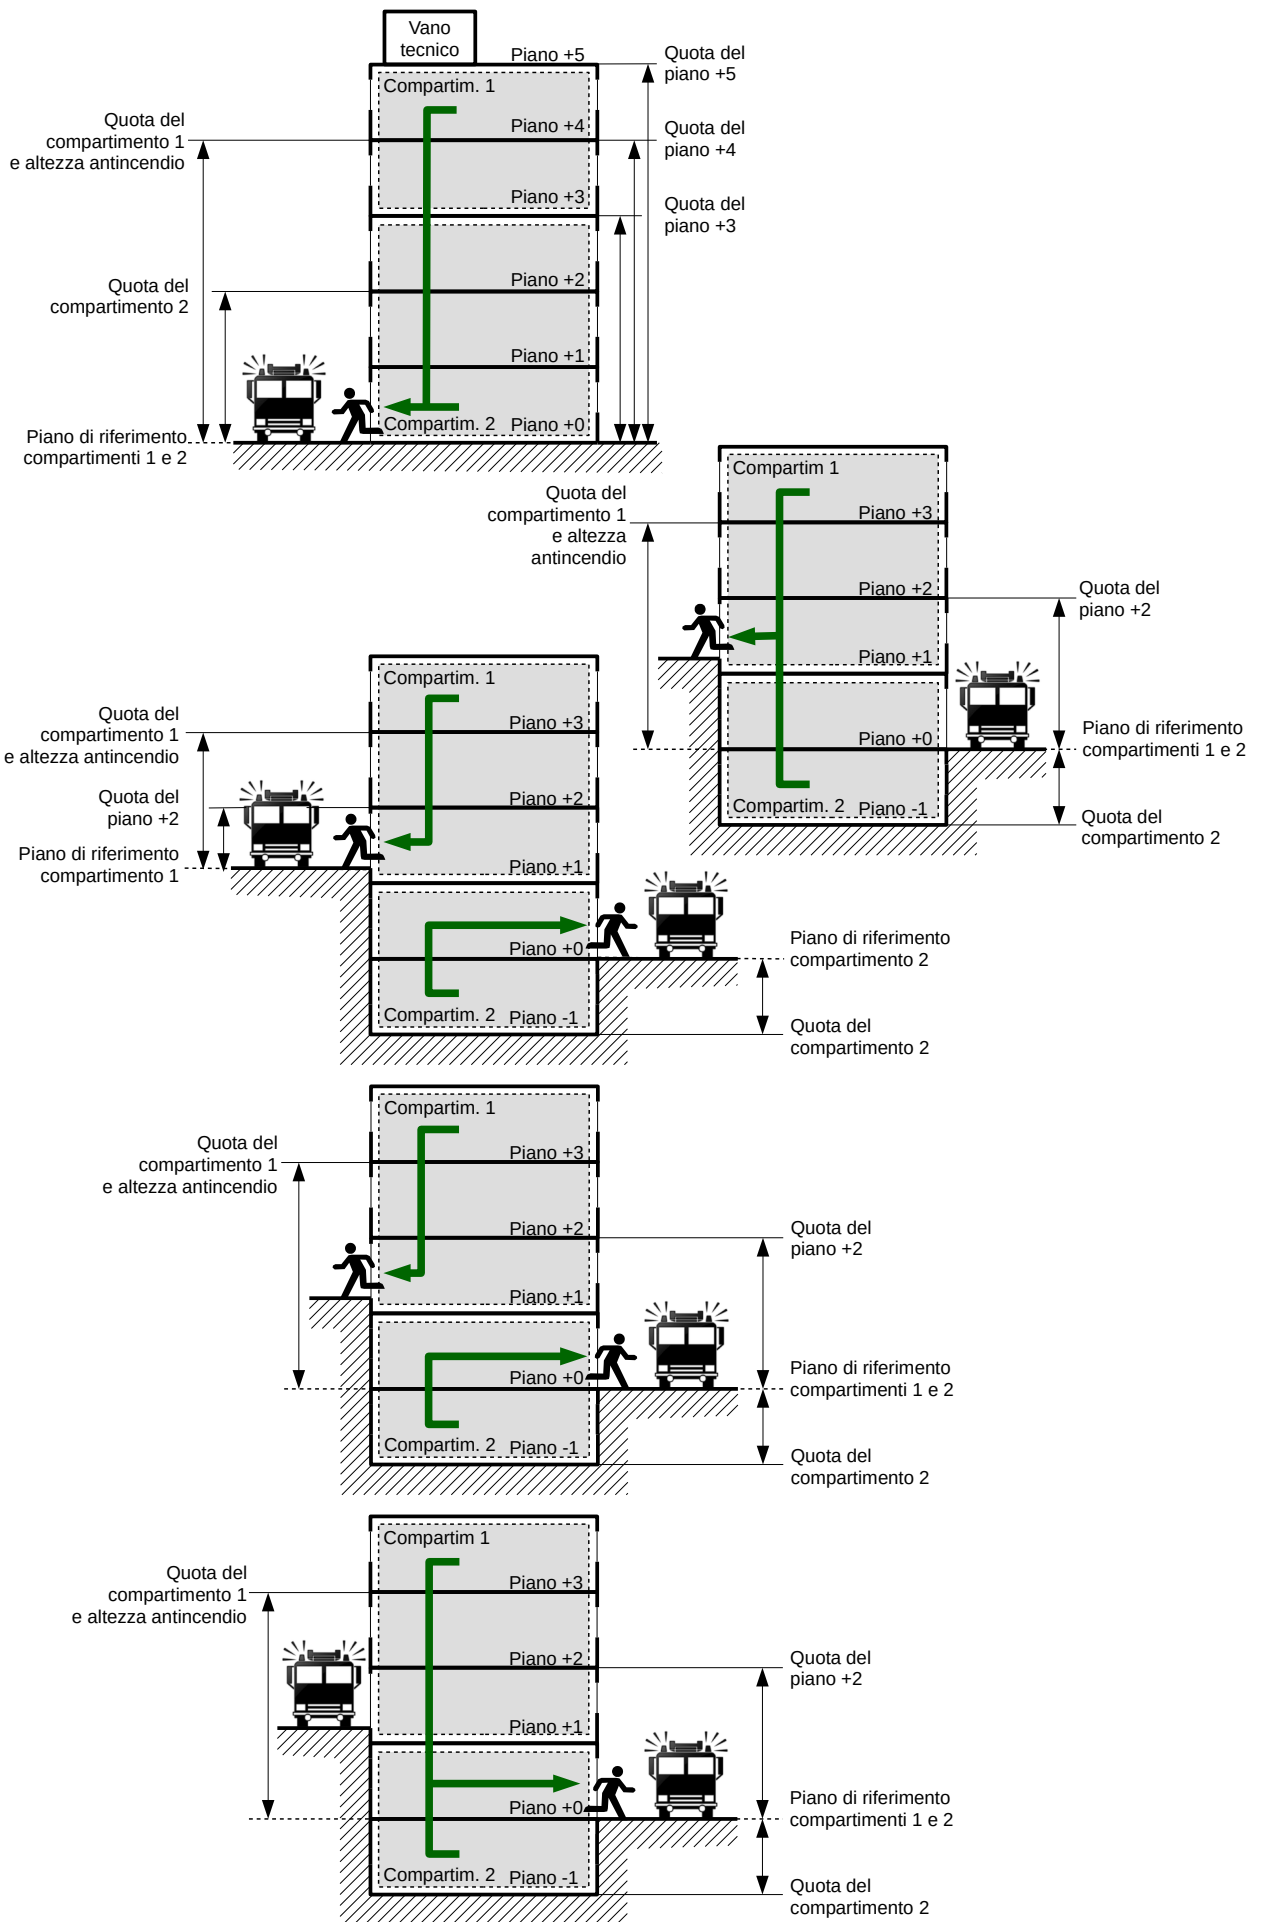 Vano
tecnico
Piano +5
Quota del
piano +5
Compartim. 1
Quota del
compartimento 1
e altezza antincendio
Piano +4
Quota del
piano +4
Piano +3
Quota del
piano +3
Quota del
compartimento 2
Piano +2
Piano +1
Compartim. 2
Piano +0
Piano di riferimento
compartimenti 1 e 2
Compartim 1
Quota del
compartimento 1
e altezza
antincendio
Piano +3
Piano +2
Quota del
piano +2
Piano +1
Piano +0
Piano di riferimento
compartimenti 1 e 2
Compartim. 2
Piano -1
Quota del
compartimento 2
Compartim. 1
Quota del
compartimento 1
e altezza antincendio
Piano +3
Quota del
piano +2
Piano +2
Piano di riferimento
compartimento 1
Piano +1
Piano +0
Piano di riferimento
compartimento 2
Compartim. 2
Piano -1
Quota del
compartimento 2
Compartim. 1
Quota del
compartimento 1
e altezza antincendio
Piano +3
Piano +2
Quota del
piano +2
Piano +1
Piano +0
Piano di riferimento
compartimenti 1 e 2
Compartim. 2
Piano -1
Quota del
compartimento 2
Compartim 1
Quota del
compartimento 1
e altezza antincendio
Piano +3
Piano +2
Quota del
piano +2
Piano +1
Piano +0
Piano di riferimento
compartimenti 1 e 2
Compartim. 2
Piano -1
Quota del
compartimento 2